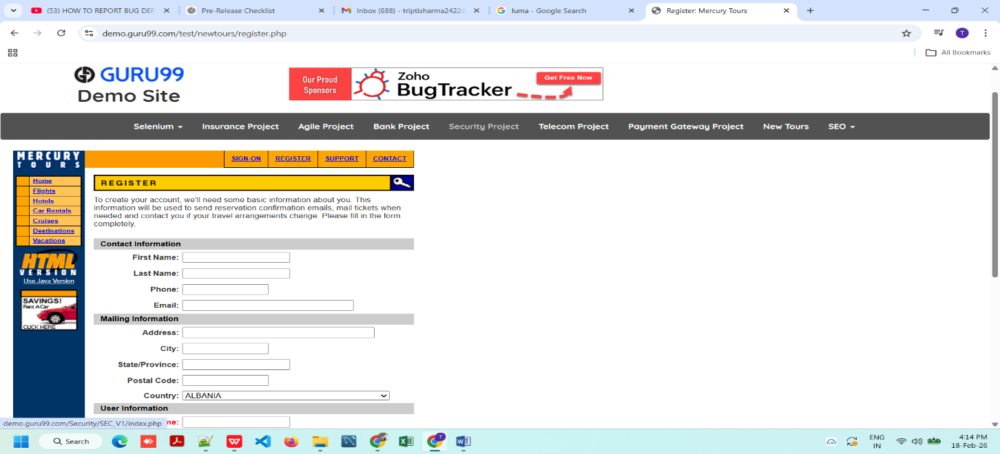 (53) HOW TO REPORT BUG DEF
Pre-Release Checklist
Inbox (688) - triptisharma2422
luma - Google Search
Register: Mercury Tours
demo.guru99.com/test/newtours/register.php
T
All Bookmarks
GURU99
Demo Site
Our Proud
Sponsors
Zoho
BugTracker
Get Free Now
Selenium
Insurance Project
Agile Project
Bank Project
Security Project
Telecom Project
Payment Gateway Project
New Tours
SEO
MERCURY
TOURS
SIGN-ON
REGISTER
SUPPORT
CONTACT
Home
Flights
Hotels
Car Rentals
Cruises
Destinations
Vacations
HTML
VERSION
Use Java Version
SAVINGS!
Rent A Car
CLICK HERE
REGISTER
To create your account, we'll need some basic information about you. This
information will be used to send reservation confirmation emails, mail tickets when
needed and contact you if your travel arrangements change. Please fill in the form
completely.
Contact Information
First Name:
Last Name:
Phone:
Email:
Mailing Information
Address:
City:
State/Province:
Postal Code:
Country: ALBANIA
User Information
ne:
demo.guru99.com/Security/SEC_V1/index.php
Search
T
ENG
IN
4:14 PM
18-Feb-26